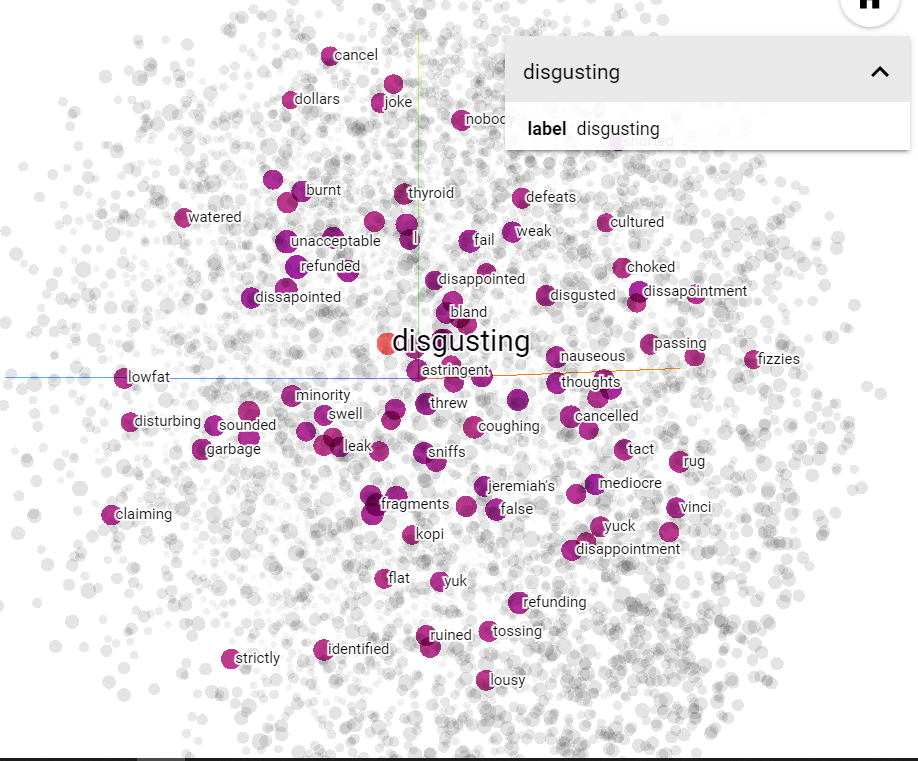 disgusting
label disgusting
cancel
dollars
joke
nobody
shorted
burnt
thyroid
defeats
watered
cultured
weak
unacceptable
fail
refunded
choked
disappointed
dissapointment
dissapointed
disgusted
bland
disgusting
passing
nauseous
fizzies
astringent
lowfat
thoughts
minority
threw
swell
cancelled
disturbing
sounded
coughing
leak
garbage
sniffs
tact
rug
mediocre
jeremiah's
fragments
false
vinci
claiming
yuck
kopi
disappointment
flat
yuk
refunding
tossing
ruined
identified
strictly
lousy